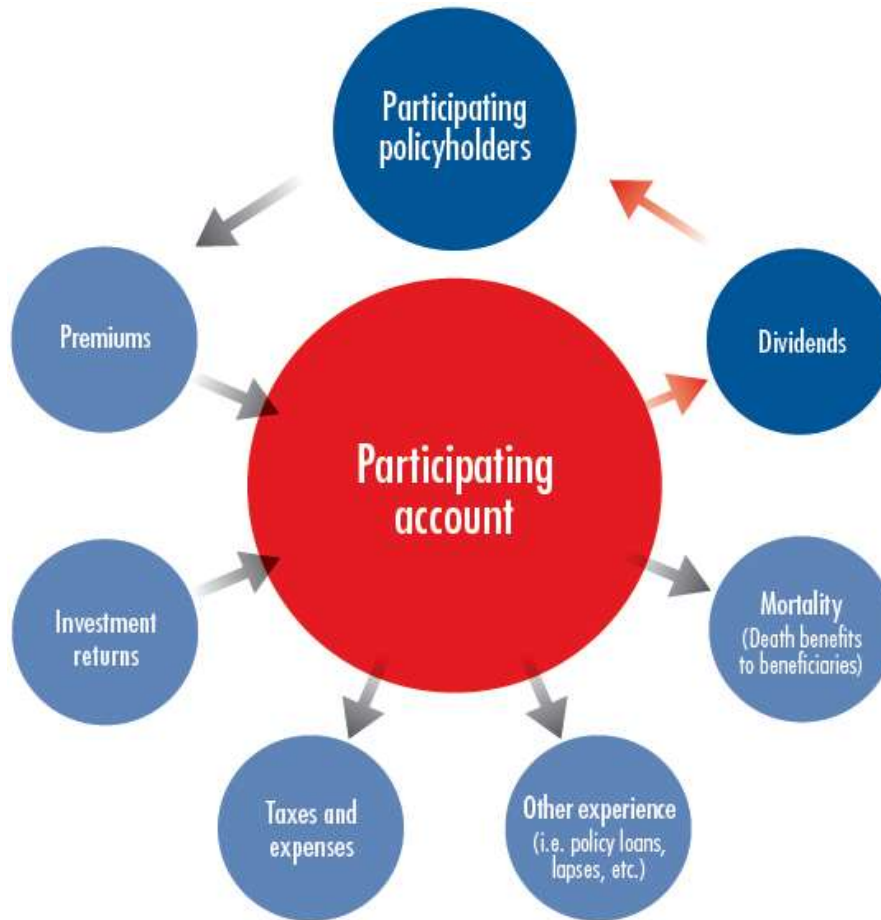 Participating
policyholders
Premiums
Dividends
Participating
account
Investment
returns
Mortality
(Death benefits
to beneficiaries)
Taxes and
expenses
Other experience
(i.e. policy loans,
lapses, etc.)